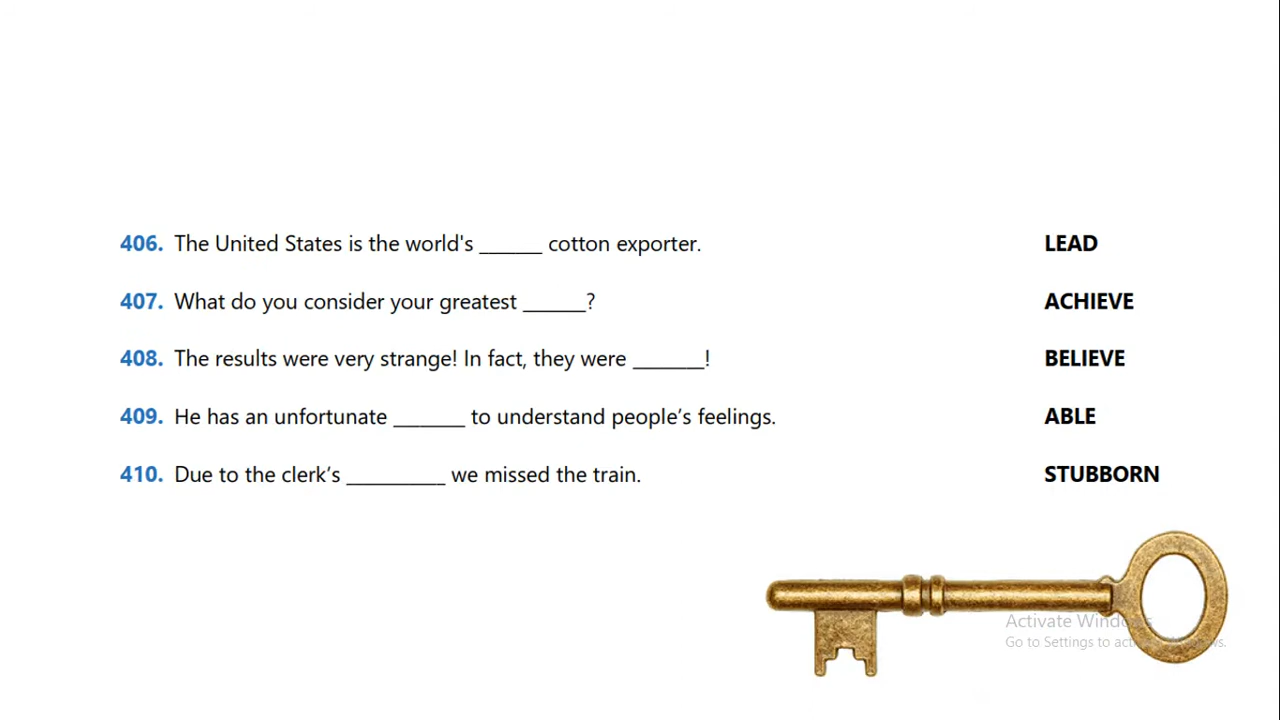 406. The United States is the world's ______ cotton exporter. LEAD
407. What do you consider your greatest ______? ACHIEVE
408. The results were very strange! In fact, they were _______! BELIEVE
409. He has an unfortunate _______ to understand people’s feelings. ABLE
410. Due to the clerk’s __________ we missed the train. STUBBORN
Activate Windows
Go to Settings to activate Windows.